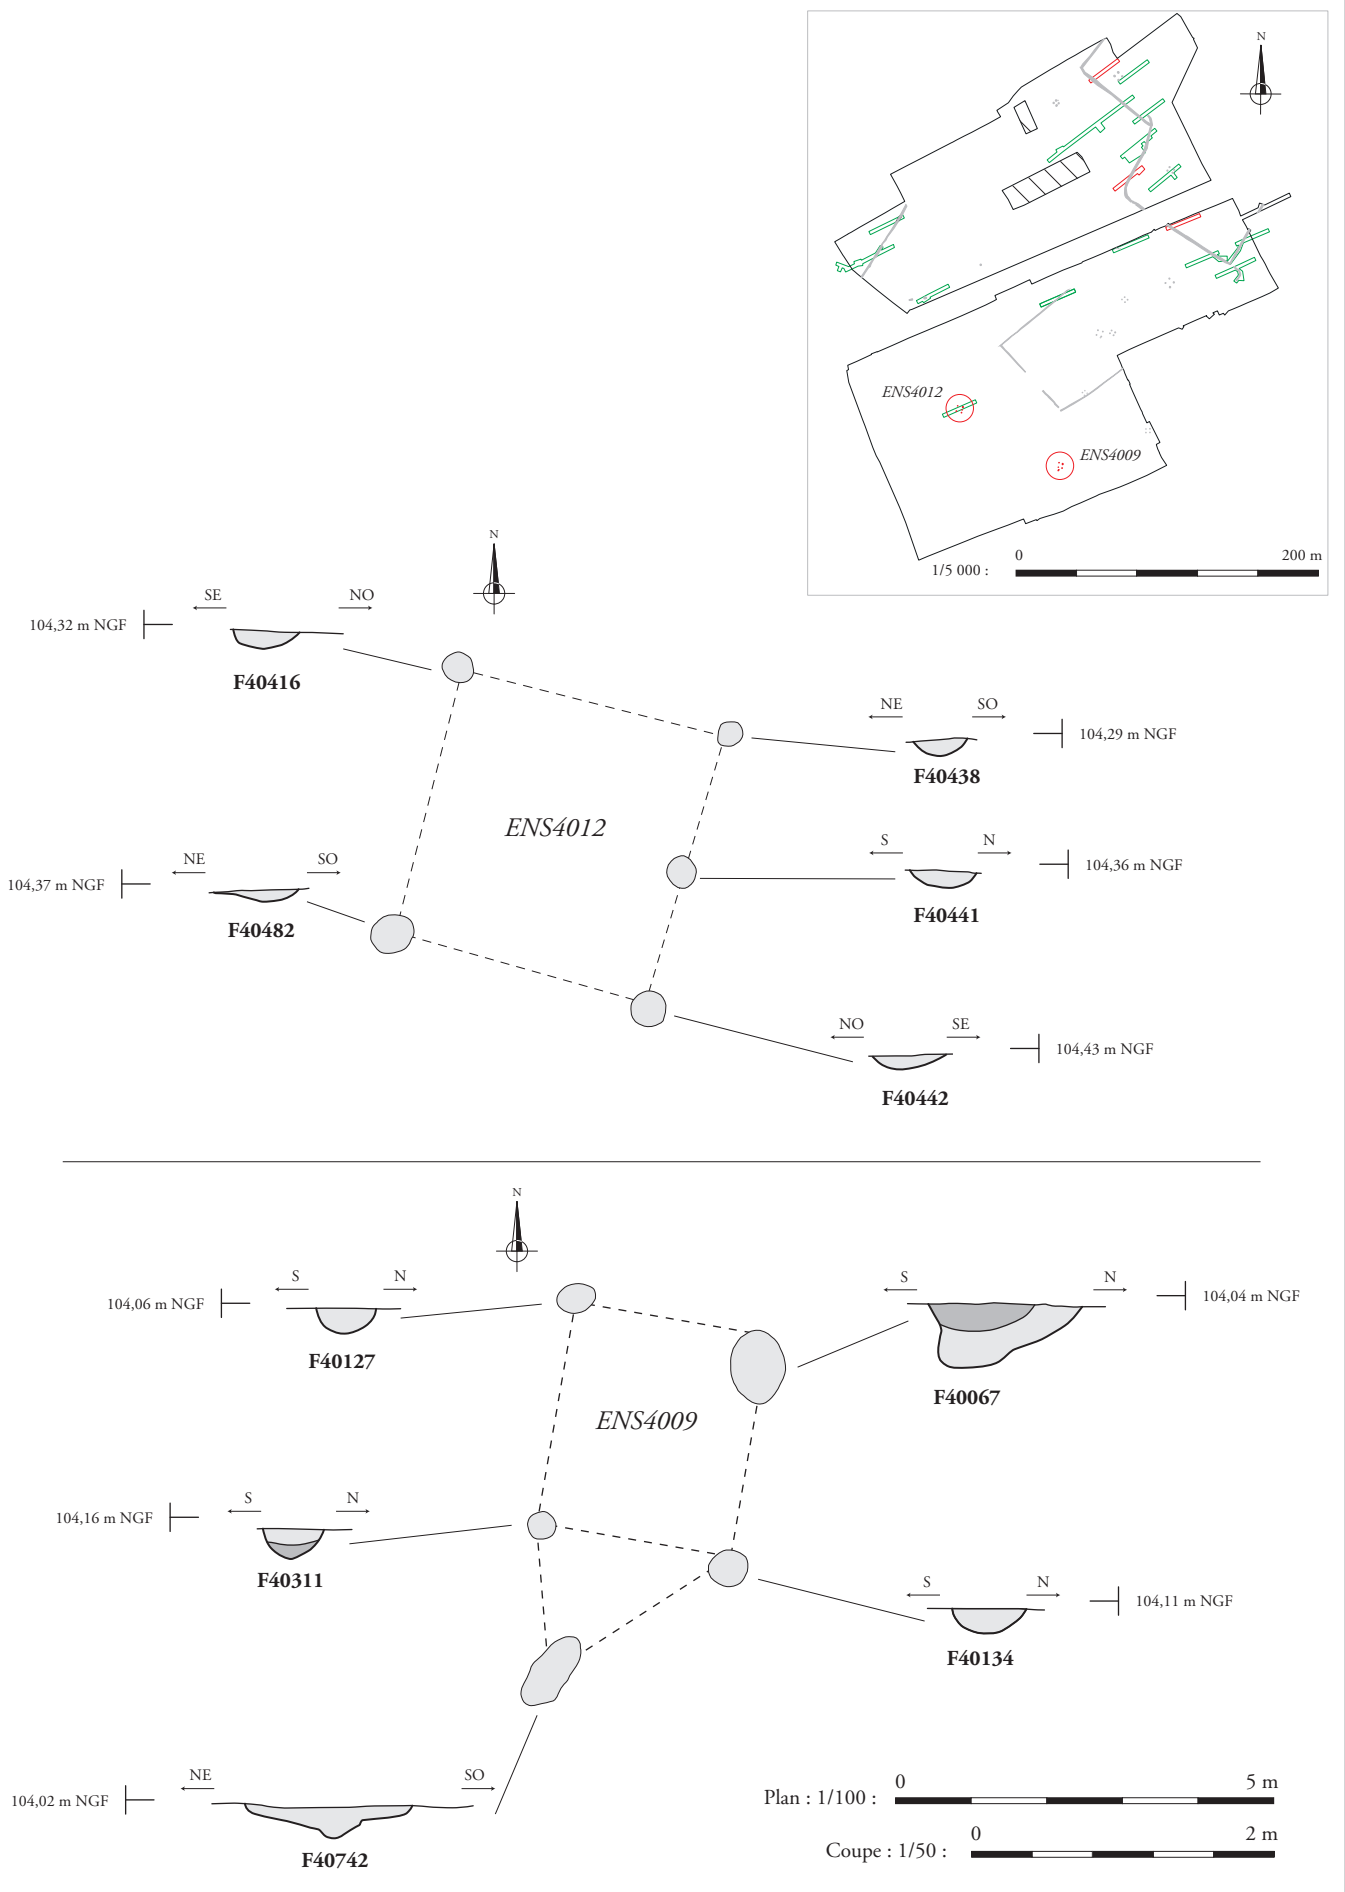 N
ENS4012
ENS4009
0 200 m
1/5 000 :
N
SE NO
104,32 m NGF
F40416
NE SO
104,29 m NGF
F40438
ENS4012
S N
104,36 m NGF
F40441
NE SO
104,37 m NGF
F40482
NO SE
104,43 m NGF
F40442
N
S N
104,06 m NGF
F40127
S N
104,04 m NGF
F40067
ENS4009
S N
104,16 m NGF
F40311
S N
104,11 m NGF
F40134
NE SO
104,02 m NGF
F40742
0 5 m
Plan : 1/100 :
0 2 m
Coupe : 1/50 :